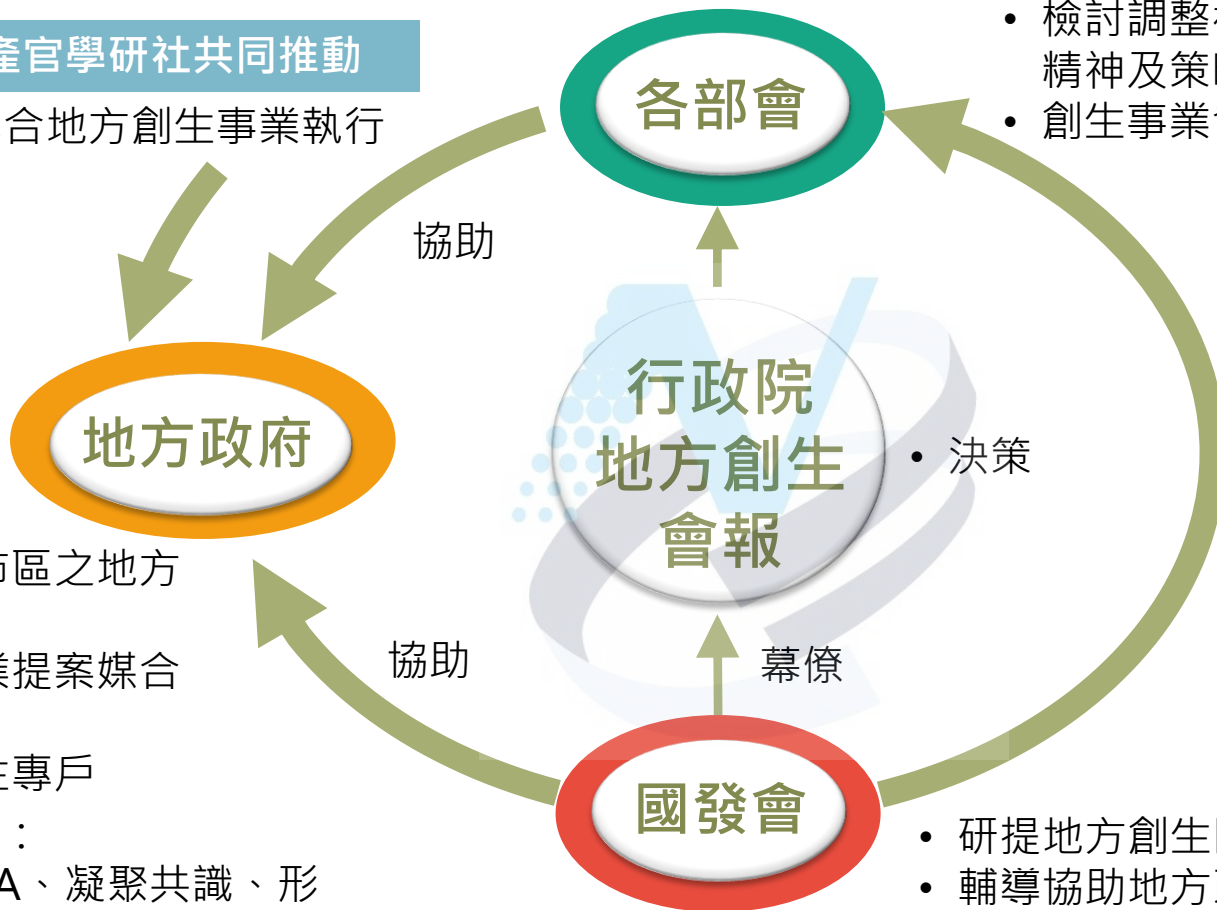 產官學研社共同推動
合地方創生事業執行
檢討調整
精神及策
創生事業
各部會
協助
地方政府
行政院
地方創生
會報
• 決策
區之地方
提案媒合
專戶
：
A、凝聚共識、形
協助
幕僚
國發會
• 研提地方創生
• 輔導協助地方